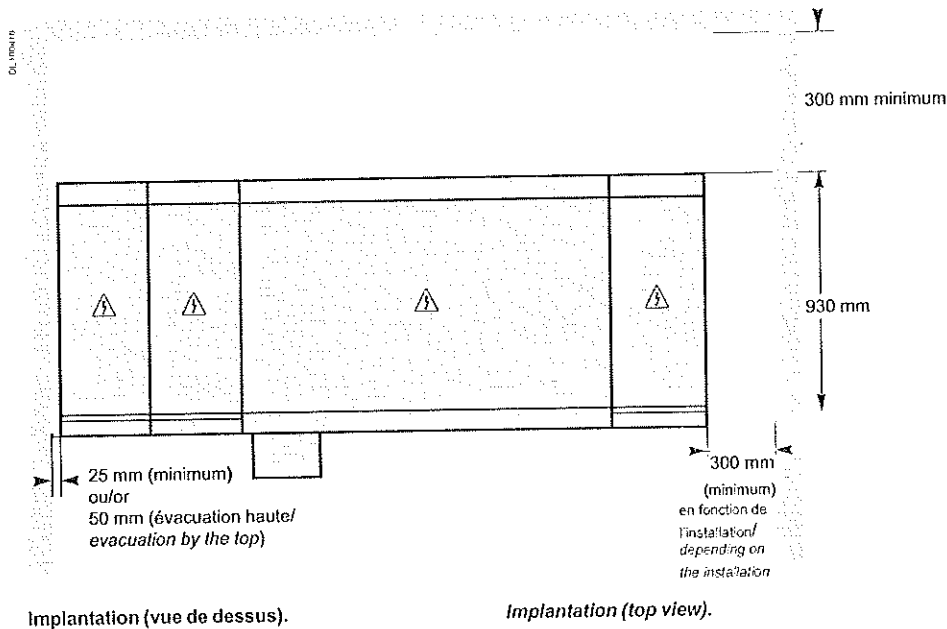 300 mm minimum
930 mm
25 mm (minimum)
ou/or
50 mm (évacuation haute/
evacuation by the top)
300 mm
(minimum)
en fonction de
l'installation/
depending on
the installation
Implantation (vue de dessus).
Implantation (top view).